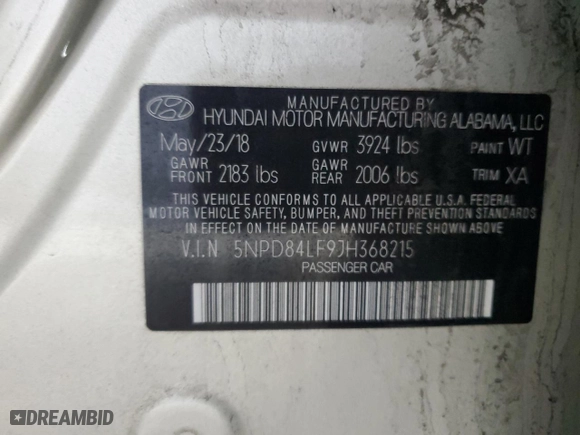 MANUFACTURED BY
HYUNDAI MOTOR MANUFACTURING ALABAMA, LLC
May/23/18 GVWR 3924 lbs PAINT WT
GAWR FRONT 2183 lbs GAWR REAR 2006 lbs TRIM XA
THIS VEHICLE CONFORMS TO ALL APPLICABLE U.S.A. FEDERAL
MOTOR VEHICLE SAFETY, BUMPER, AND THEFT PREVENTION
STANDARDS IN EFFECT ON THE DATE OF MANUFACTURE SHOWN ABOVE.
V.I.N 5NPD84LF9JH368215
PASSENGER CAR
DREAMBID